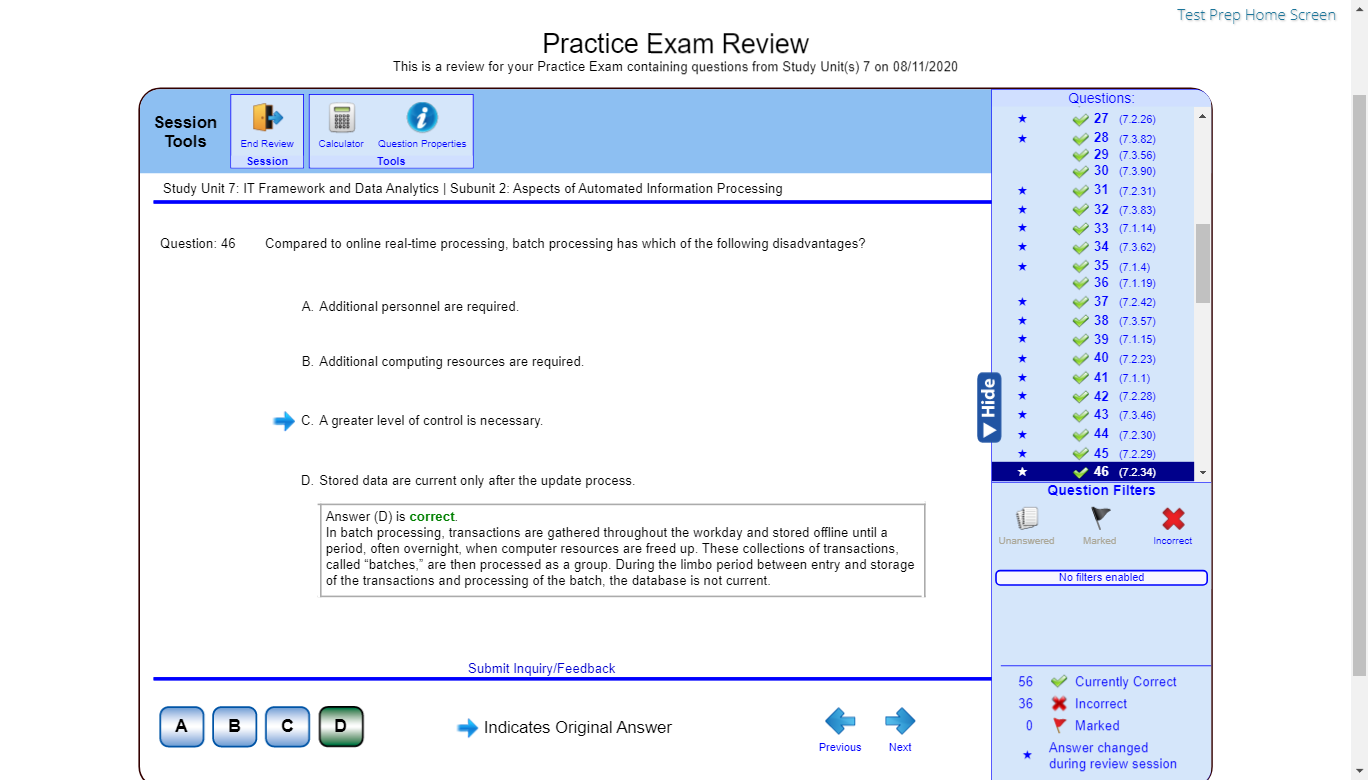 Test Prep Home Screen
Practice Exam Review
This is a review for your Practice Exam containing questions from Study Unit(s) 7 on 08/11/2020
Session
Tools
End Review
Session
Calculator
Question Properties
Tools
Study Unit 7: IT Framework and Data Analytics | Subunit 2: Aspects of Automated Information Processing
Question: 46 Compared to online real-time processing, batch processing has which of the following disadvantages?
A. Additional personnel are required.
B. Additional computing resources are required.
C. A greater level of control is necessary.
D. Stored data are current only after the update process.
Answer (D) is correct.
In batch processing, transactions are gathered throughout the workday and stored offline until a
period, often overnight, when computer resources are freed up. These collections of transactions,
called “batches,” are then processed as a group. During the limbo period between entry and storage
of the transactions and processing of the batch, the database is not current.
Submit Inquiry/Feedback
A B C D
Indicates Original Answer
Previous
Next
Hide
Questions:
27 (7.2.26)
28 (7.3.82)
29 (7.3.56)
30 (7.3.90)
31 (7.2.31)
32 (7.3.83)
33 (7.1.14)
34 (7.3.62)
35 (7.1.4)
36 (7.1.19)
37 (7.2.42)
38 (7.3.57)
39 (7.1.15)
40 (7.2.23)
41 (7.1.1)
42 (7.2.28)
43 (7.3.46)
44 (7.2.30)
45 (7.2.29)
46 (7.2.34)
Question Filters
Unanswered
Marked
Incorrect
No filters enabled
56 Currently Correct
36 Incorrect
0 Marked
Answer changed
during review session